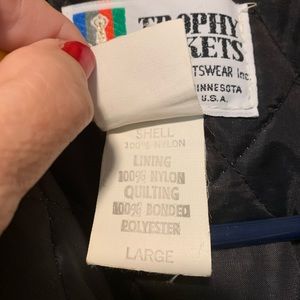 TROPHY
KETS
TSWEAR Inc.
INNESOTA
U.S.A.
SHELL
100% NYLON
LINING
100% NYLON
QUILTING
100% BONDED
POLYESTER
LARGE